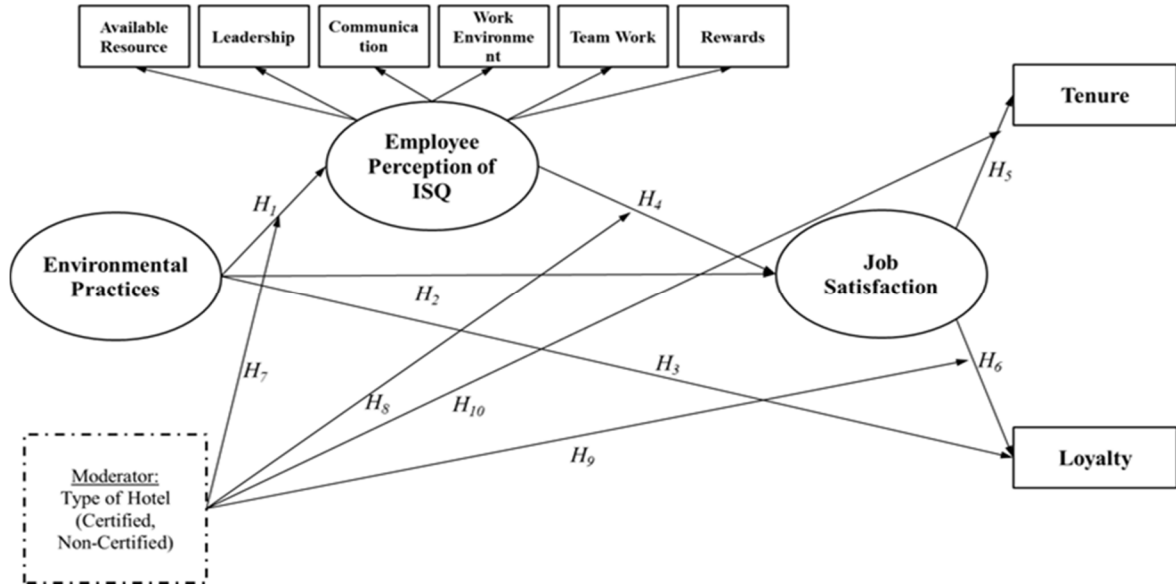 Available
Resource
Leadership
Communica
tion
Work
Environme
nt
Team Work
Rewards
Tenure
Employee
Perception of
ISQ
H1
H4
H5
Environmental
Practices
Job
Satisfaction
H2
H3
H6
H7
H8
H10
H9
Moderator:
Type of Hotel
(Certified,
Non-Certified)
Loyalty